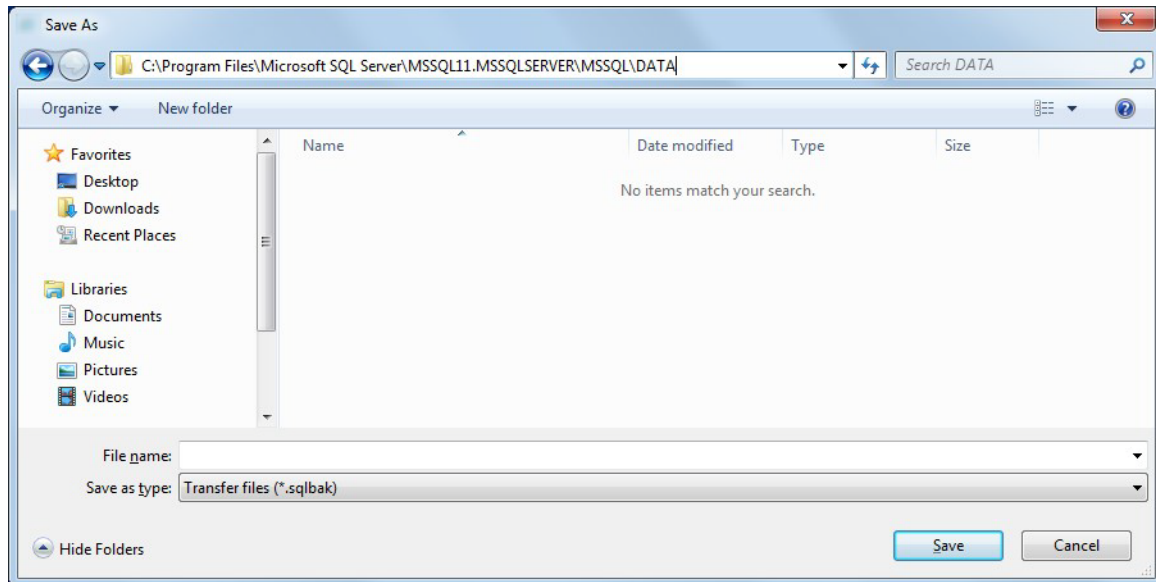 Save As
C:\Program Files\Microsoft SQL Server\MSSQL11.MSSQLSERVER\MSSQL\DATA
Search DATA
Organize
New folder
Favorites
Desktop
Downloads
Recent Places
Libraries
Documents
Music
Pictures
Videos
Name
Date modified
Type
Size
No items match your search.
File name:
Save as type: Transfer files (*.sqlbak)
Hide Folders
Save
Cancel